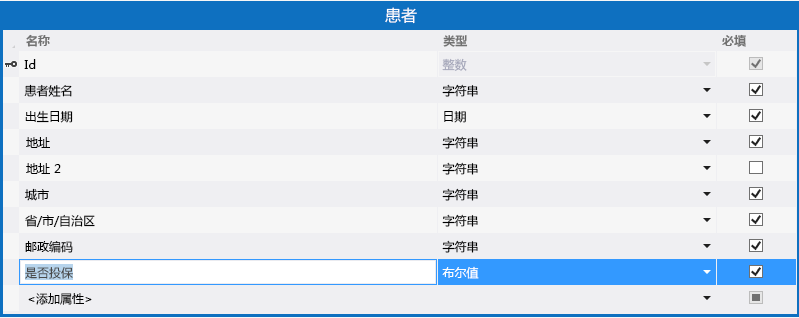 患者
名称 类型 必填
Id 整数
患者姓名 字符串
出生日期 日期
地址 字符串
地址 2 字符串
城市 字符串
省/市/自治区 字符串
邮政编码 字符串
是否投保 布尔值
<添加属性>